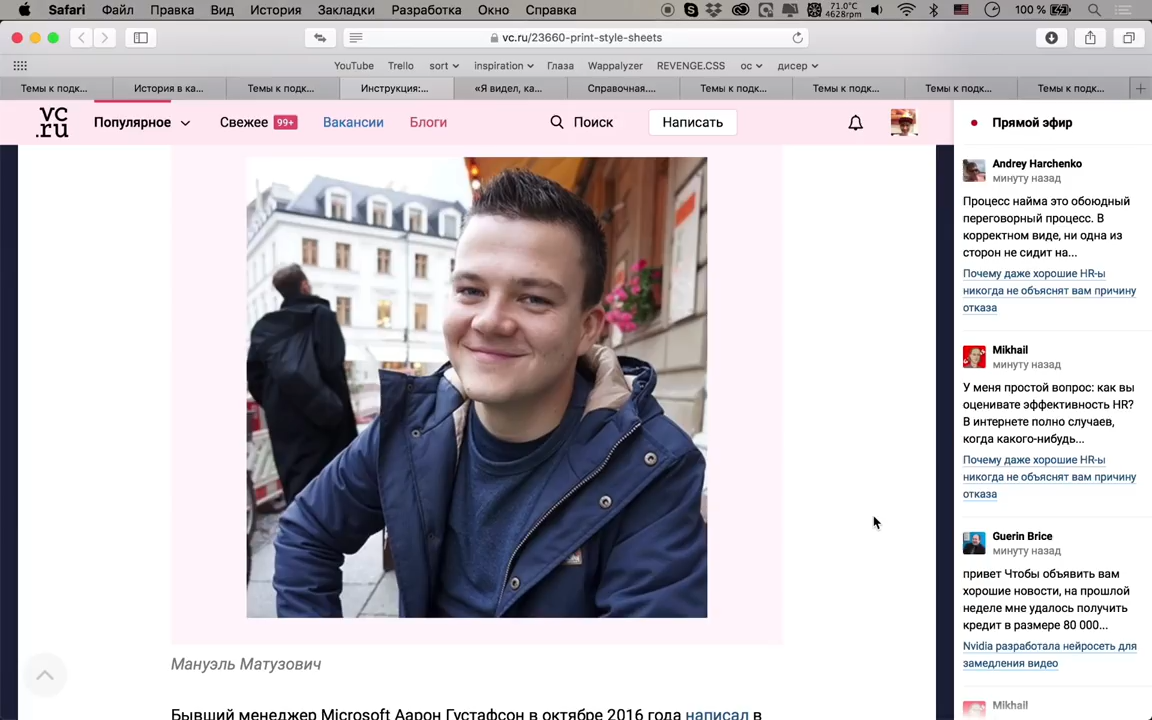 Safari Файл Правка Вид История Закладки Разработка Окно Справка
71.0°C
4628rpm
100 %
vc.ru/23660-print-style-sheets
YouTube Trello sort inspiration Глаза Wappalyzer REVENGE.CSS ос дисер
Темы к подк... История в ка... Темы к подк... Инструкция:... «Я видел, ка... Справочная.... Темы к подк... Темы к подк... Темы к подк... Темы к подк...
vc
.ru
Популярное Свежее 99+ Вакансии Блоги Поиск Написать
Мануэль Матузович
Бывший менеджер Microsoft Аарон Густафсон в октябре 2016 года написал в
Прямой эфир
Andrey Harchenko
минуту назад
Процесс найма это обоюдный
переговорный процесс. В
корректном виде, ни одна из
сторон не сидит на...
Почему даже хорошие HR-ы
никогда не объяснят вам причину
отказа
Mikhail
минуту назад
У меня простой вопрос: как вы
оцениваете эффективность HR?
В интернете полно случаев,
когда какого-нибудь...
Почему даже хорошие HR-ы
никогда не объяснят вам причину
отказа
Guerin Brice
минуту назад
привет Чтобы объявить вам
хорошие новости, на прошлой
неделе мне удалось получить
кредит в размере 80 000...
Nvidia разработала нейросеть для
замедления видео
Mikhail